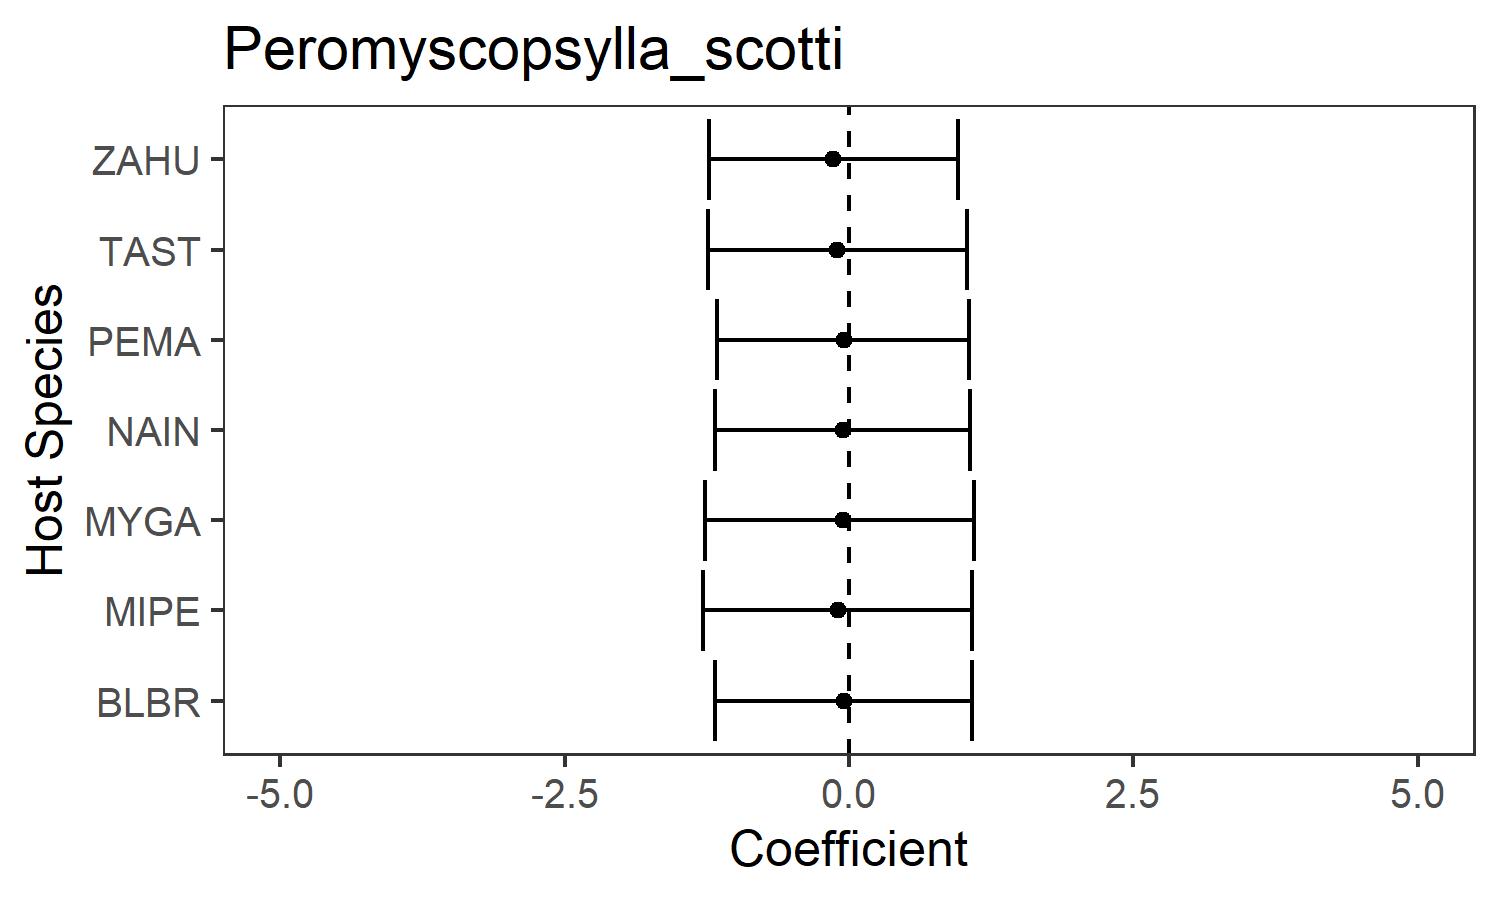 Peromyscopsylla_scotti
Host Species
ZAHU
TAST
PEMA
NAIN
MYGA
MIPE
BLBR
-5.0 -2.5 0.0 2.5 5.0
Coefficient